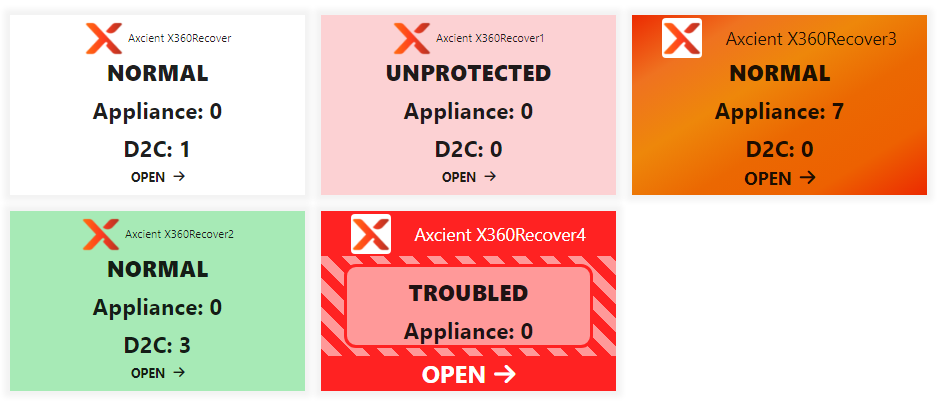 Axcient X360Recover
NORMAL
Appliance: 0
D2C: 1
OPEN →
Axcient X360Recover1
UNPROTECTED
Appliance: 0
D2C: 0
OPEN →
Axcient X360Recover3
NORMAL
Appliance: 7
D2C: 0
OPEN →
Axcient X360Recover2
NORMAL
Appliance: 0
D2C: 3
OPEN →
Axcient X360Recover4
TROUBLED
Appliance: 0
OPEN →